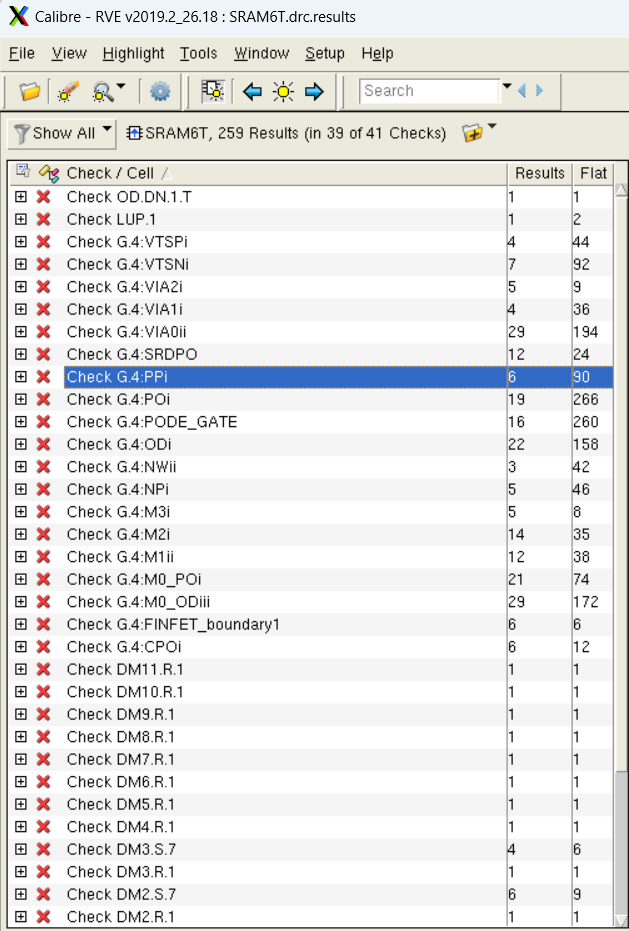 Calibre - RVE v2019.2_26.18 : SRAM6T.drc.results
File View Highlight Tools Window Setup Help
Search
Show All SRAM6T, 259 Results (in 39 of 41 Checks)
Check / Cell Results Flat
Check OD.DN.1.T 1 1
Check LUP.1 1 2
Check G.4:VTSPi 4 44
Check G.4:VTSNi 7 92
Check G.4:VIA2i 5 9
Check G.4:VIA1i 4 36
Check G.4:VIA0ii 29 194
Check G.4:SRDPO 12 24
Check G.4:PPi 6 90
Check G.4:POi 19 266
Check G.4:PODE_GATE 16 260
Check G.4:ODi 22 158
Check G.4:NWii 3 42
Check G.4:NPi 5 46
Check G.4:M3i 5 8
Check G.4:M2i 14 35
Check G.4:M1ii 12 38
Check G.4:M0_POi 21 74
Check G.4:M0_ODiii 29 172
Check G.4:FINFET_boundary1 6 6
Check G.4:CPOi 6 12
Check DM11.R.1 1 1
Check DM10.R.1 1 1
Check DM9.R.1 1 1
Check DM8.R.1 1 1
Check DM7.R.1 1 1
Check DM6.R.1 1 1
Check DM5.R.1 1 1
Check DM4.R.1 1 1
Check DM3.S.7 4 6
Check DM3.R.1 1 1
Check DM2.S.7 6 9
Check DM2.R.1 1 1